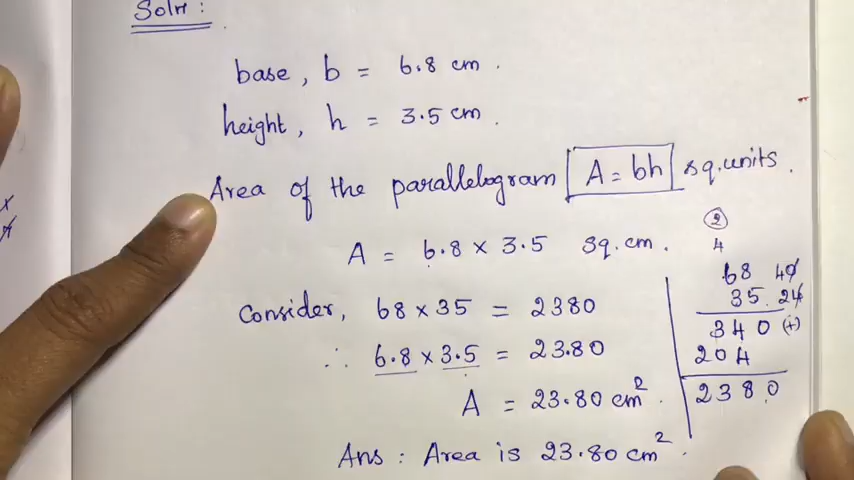 Soln :
base, b = 6.8 cm.
height, h = 3.5 cm.
Area of the parallelogram A = bh sq.units.
A = 6.8 × 3.5 sq.cm.
Consider, 68 × 35 = 2380
∴ 6.8 × 3.5 = 23.80
A = 23.80 cm².
Ans : Area is 23.80 cm².
2
4
68 40
35 24
340 (+)
204
2380